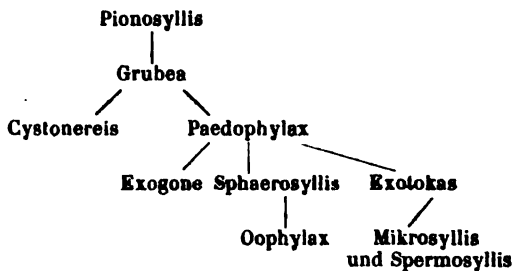 Pionosyllis
Grubea
Cystonereis Paedophylax
Exogone Sphaerosyllis Exotokas
Oophylax Mikrosyllis
und Spermosyllis